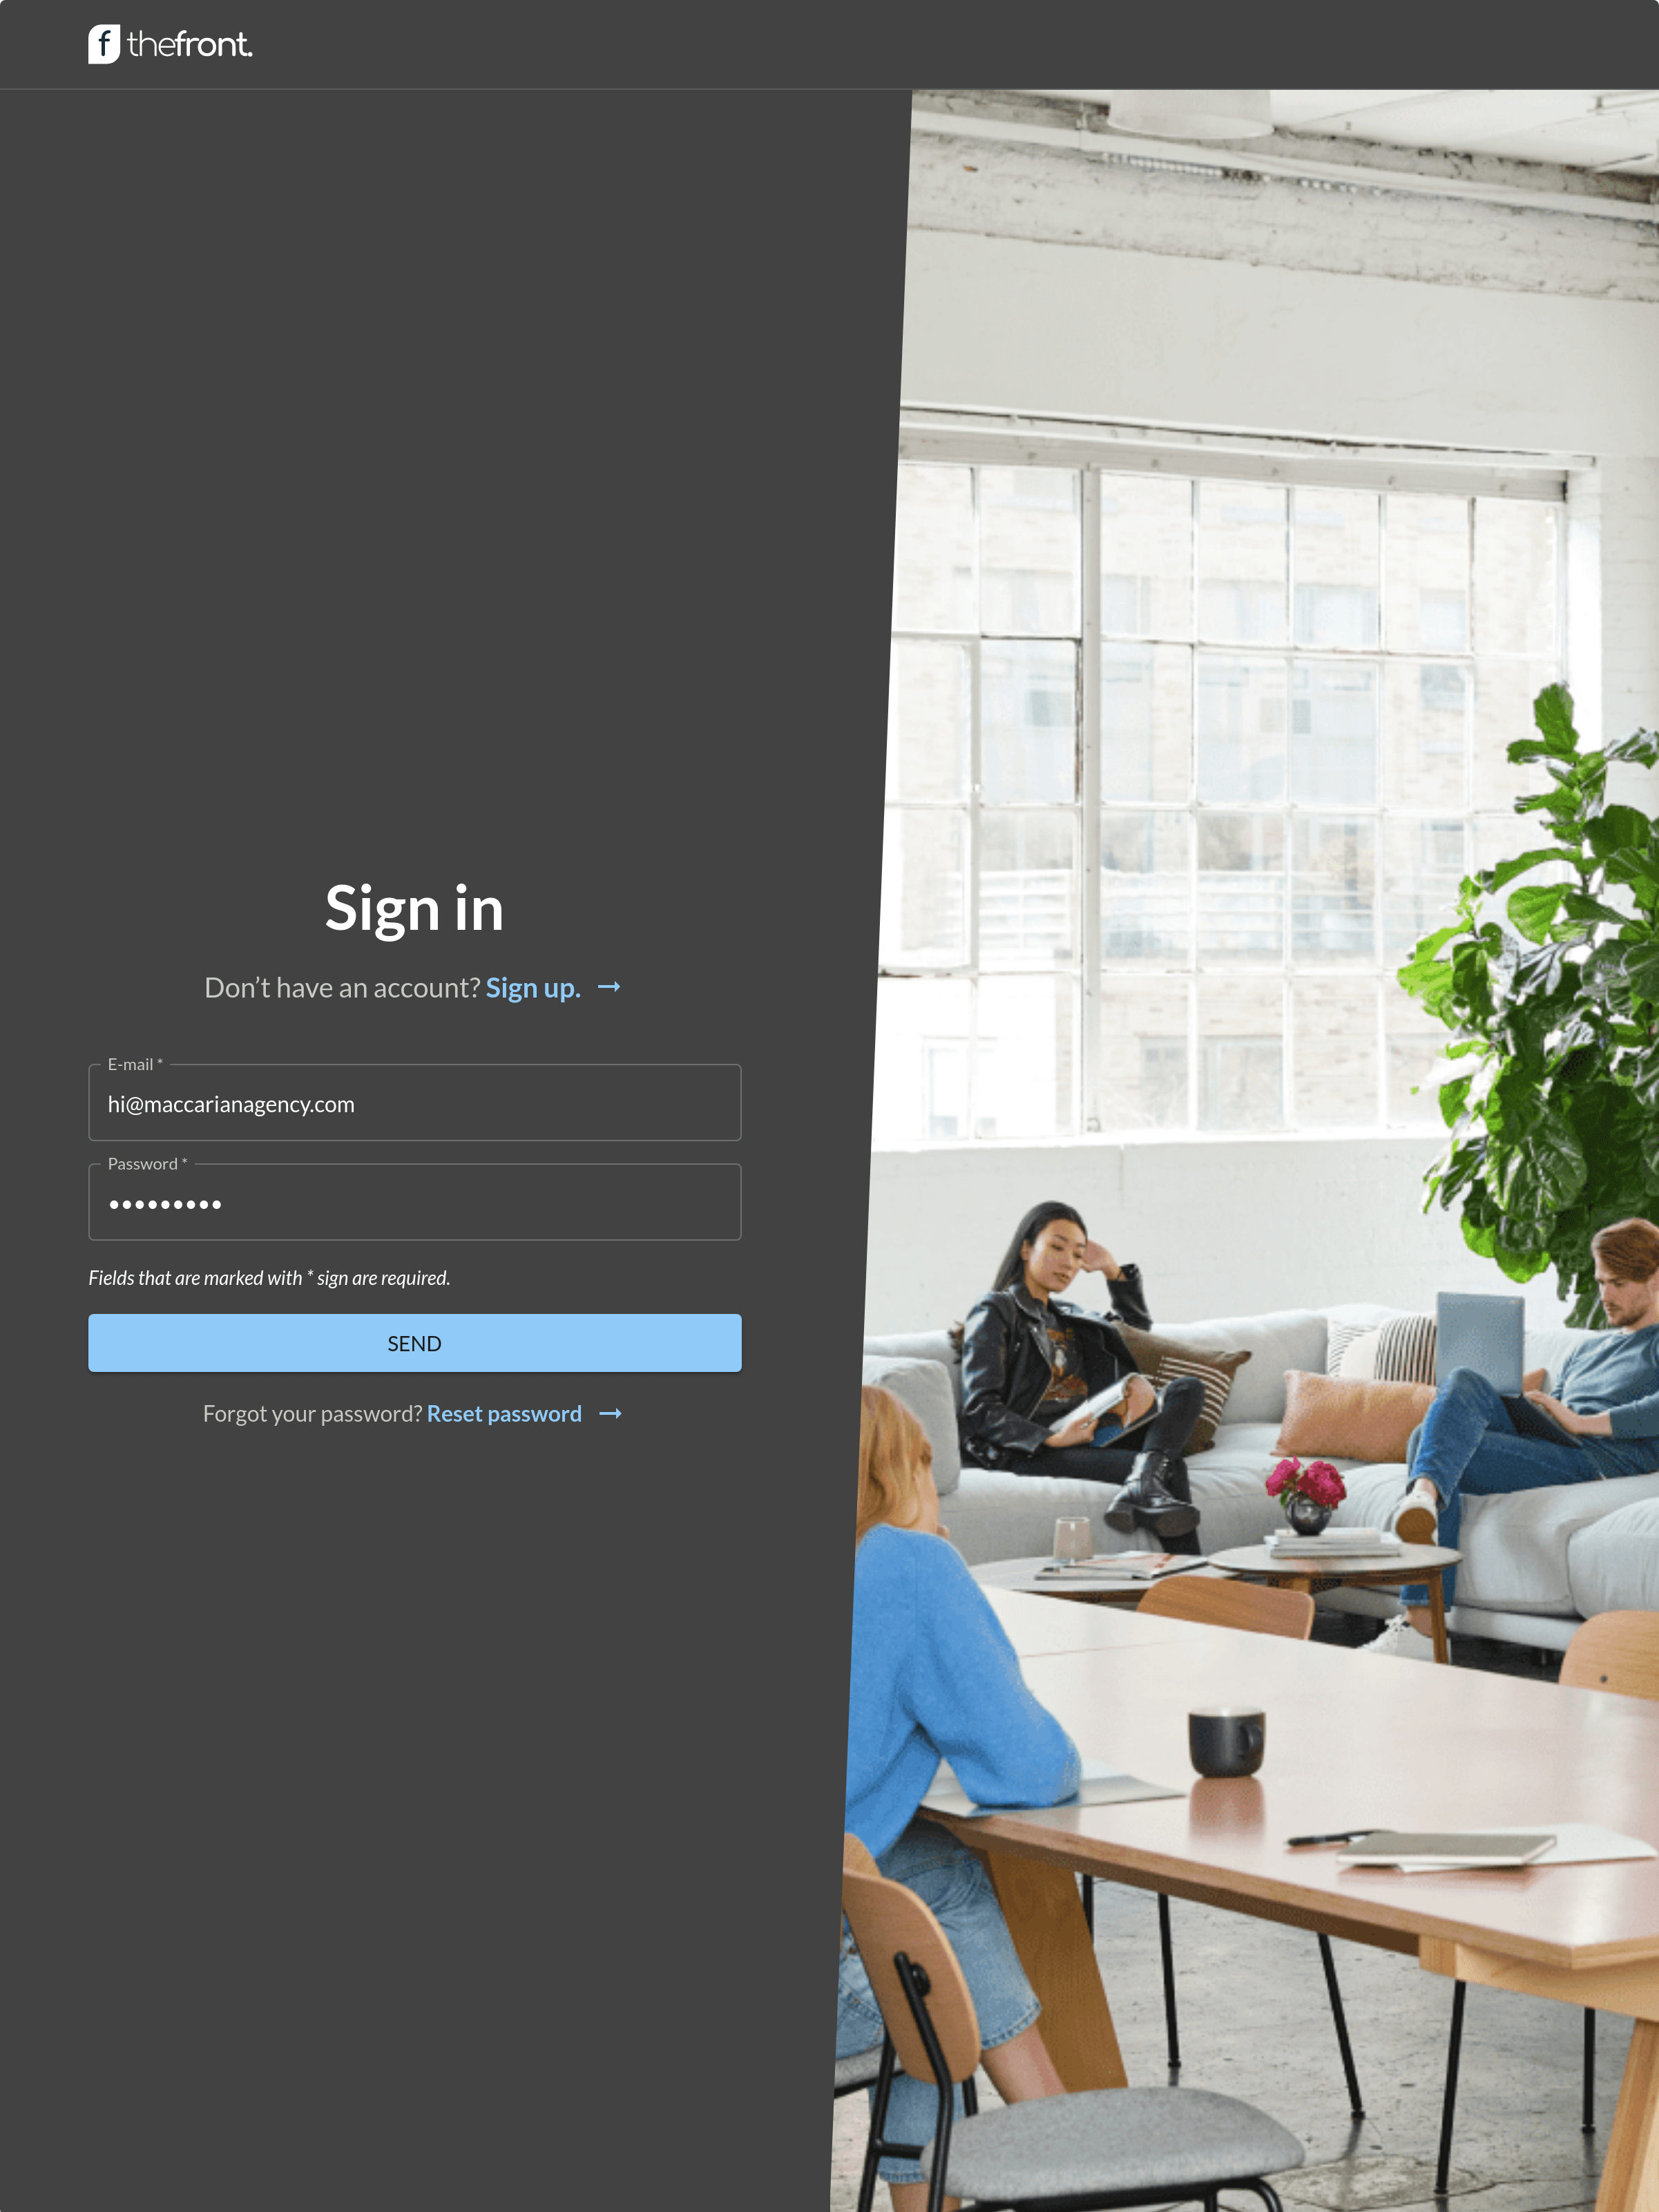 f thefront.
Sign in
Don’t have an account? Sign up. →
E-mail *
hi@maccarianagency.com
Password *
•••••••••
Fields that are marked with * sign are required.
SEND
Forgot your password? Reset password →